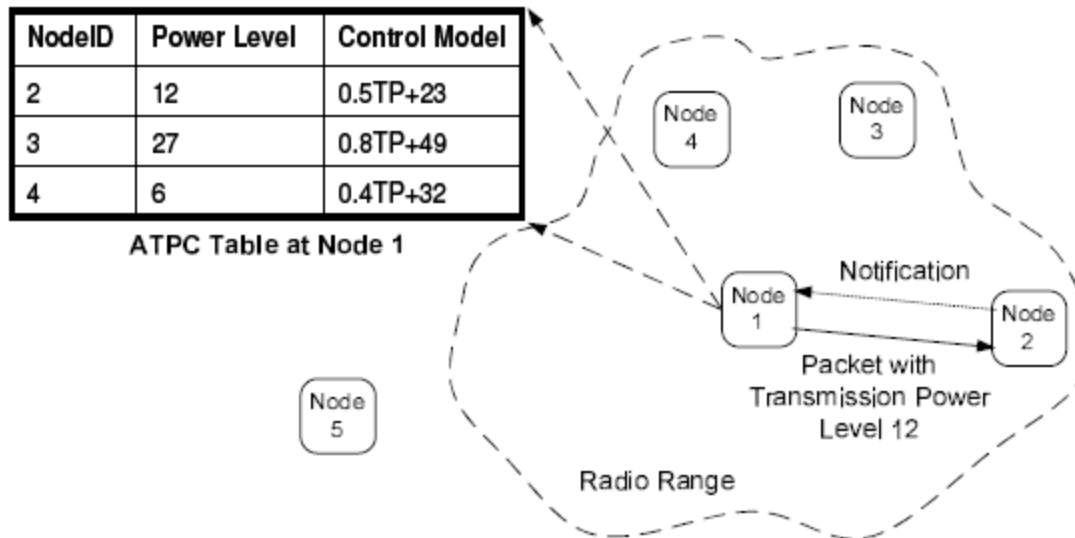 NodeID Power Level Control Model
2 12 0.5TP+23
3 27 0.8TP+49
4 6 0.4TP+32
ATPC Table at Node 1
Node
4
Node
3
Notification
Node
1
Node
2
Packet with
Transmission Power
Level 12
Node
5
Radio Range